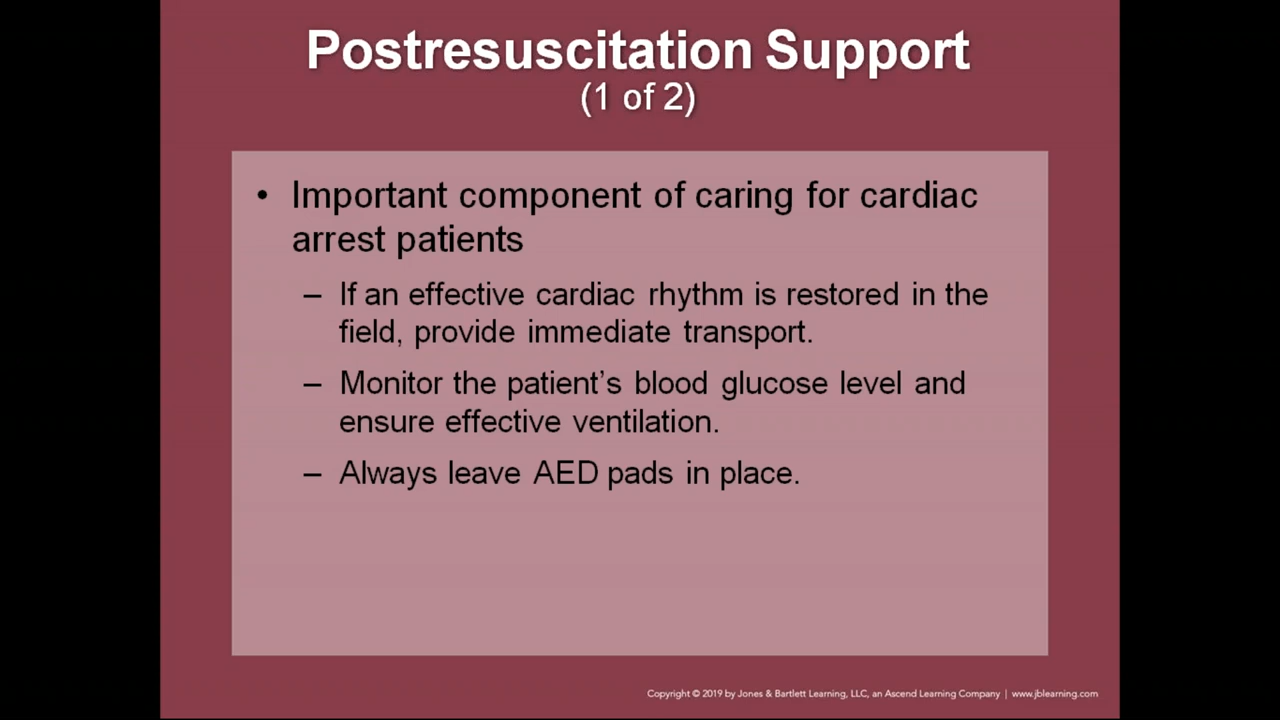 Postresuscitation Support
(1 of 2)
• Important component of caring for cardiac
arrest patients
– If an effective cardiac rhythm is restored in the
field, provide immediate transport.
– Monitor the patient’s blood glucose level and
ensure effective ventilation.
– Always leave AED pads in place.
Copyright © 2019 by Jones & Bartlett Learning, LLC, an Ascend Learning Company | www.jblearning.com